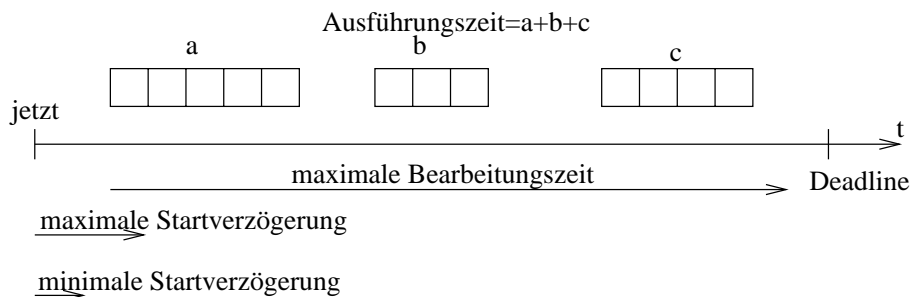 Ausführungszeit=a+b+c
a
b
c
jetzt
t
maximale Bearbeitungszeit
Deadline
maximale Startverzögerung
minimale Startverzögerung